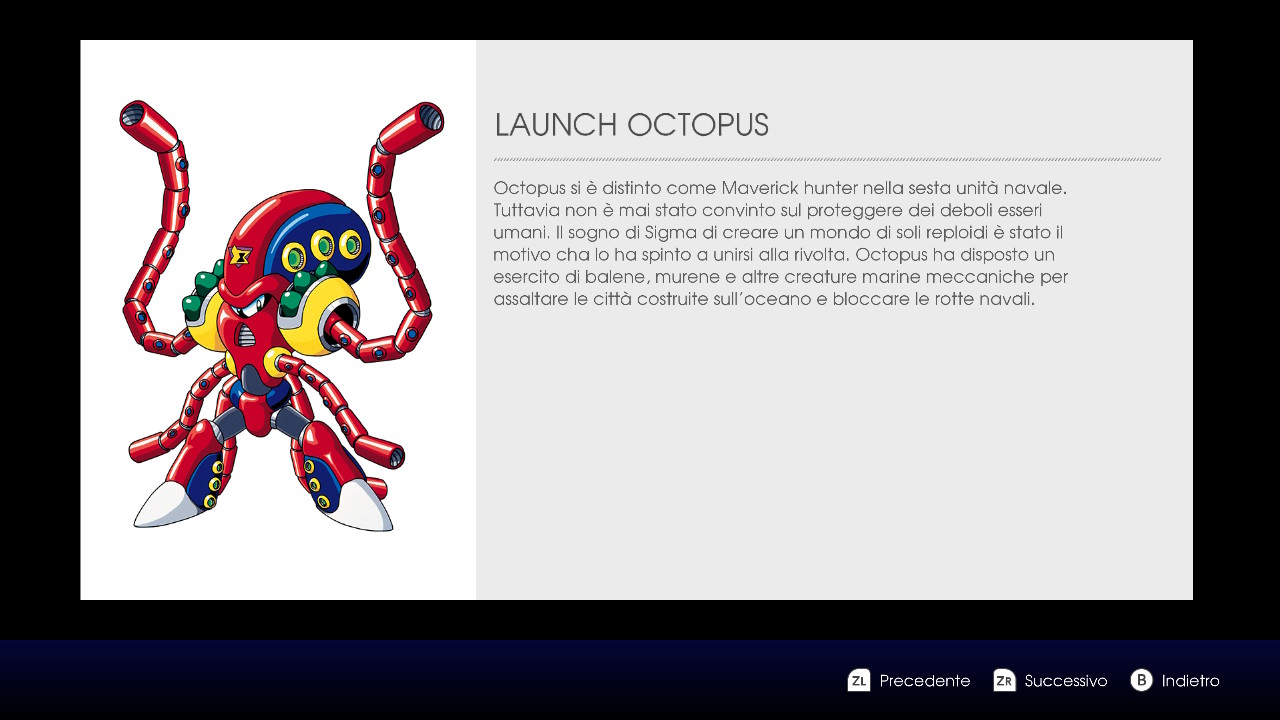 LAUNCH OCTOPUS
Octopus si è distinto come Maverick hunter nella sesta unità navale.
Tuttavia non è mai stato convinto sul proteggere dei deboli esseri
umani. Il sogno di Sigma di creare un mondo di soli reploidi è stato il
motivo cha lo ha spinto a unirsi alla rivolta. Octopus ha disposto un
esercito di balene, murene e altre creature marine meccaniche per
assaltare le città costruite sull'oceano e bloccare le rotte navali.
ZL Precedente ZR Successivo B Indietro